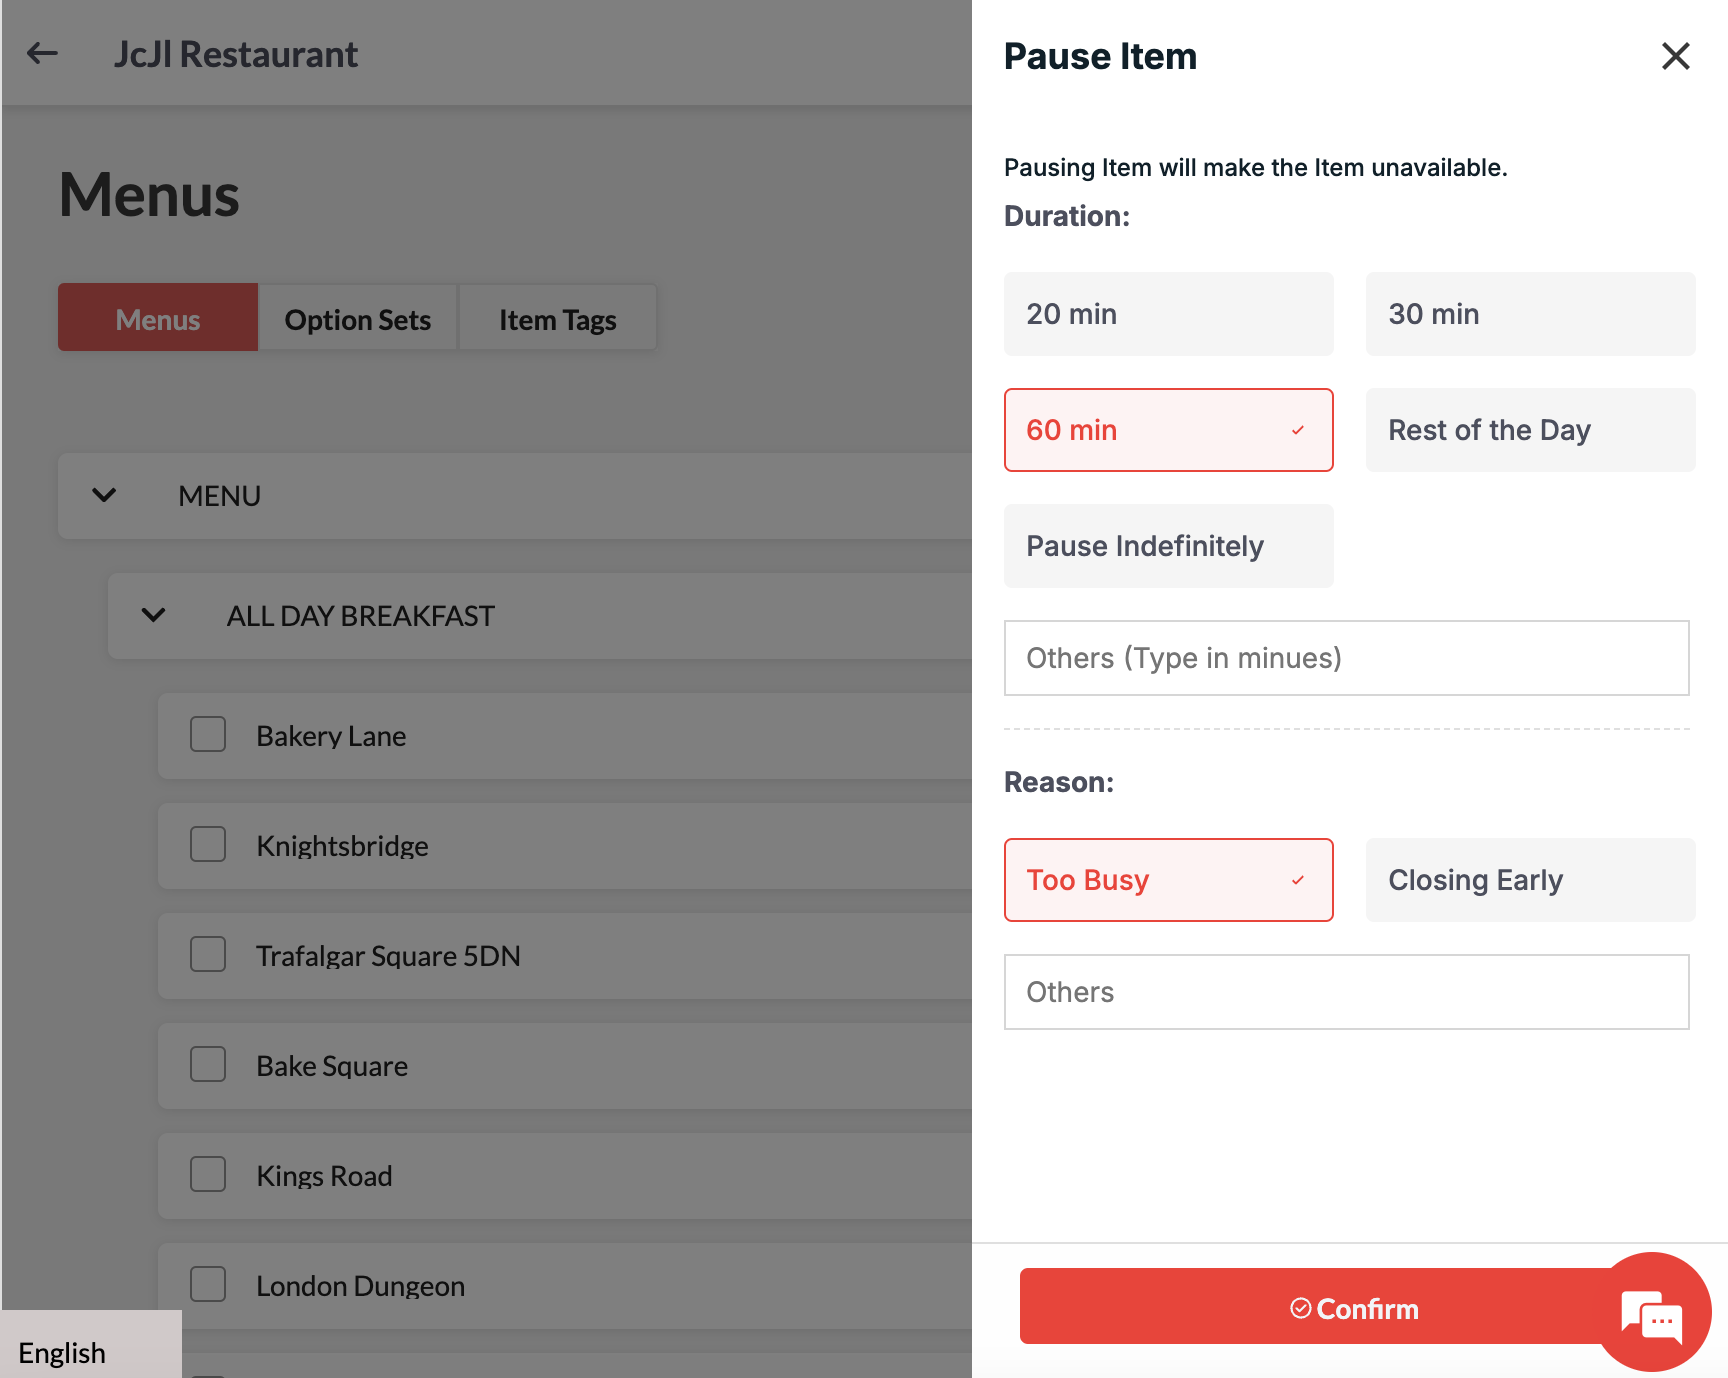 JcJl Restaurant
Menus
Menus
Option Sets
Item Tags
MENU
ALL DAY BREAKFAST
Bakery Lane
Knightsbridge
Trafalgar Square 5DN
Bake Square
Kings Road
London Dungeon
English
Pause Item
Pausing Item will make the Item unavailable.
Duration:
20 min
30 min
60 min
Rest of the Day
Pause Indefinitely
Others (Type in minues)
Reason:
Too Busy
Closing Early
Others
Confirm